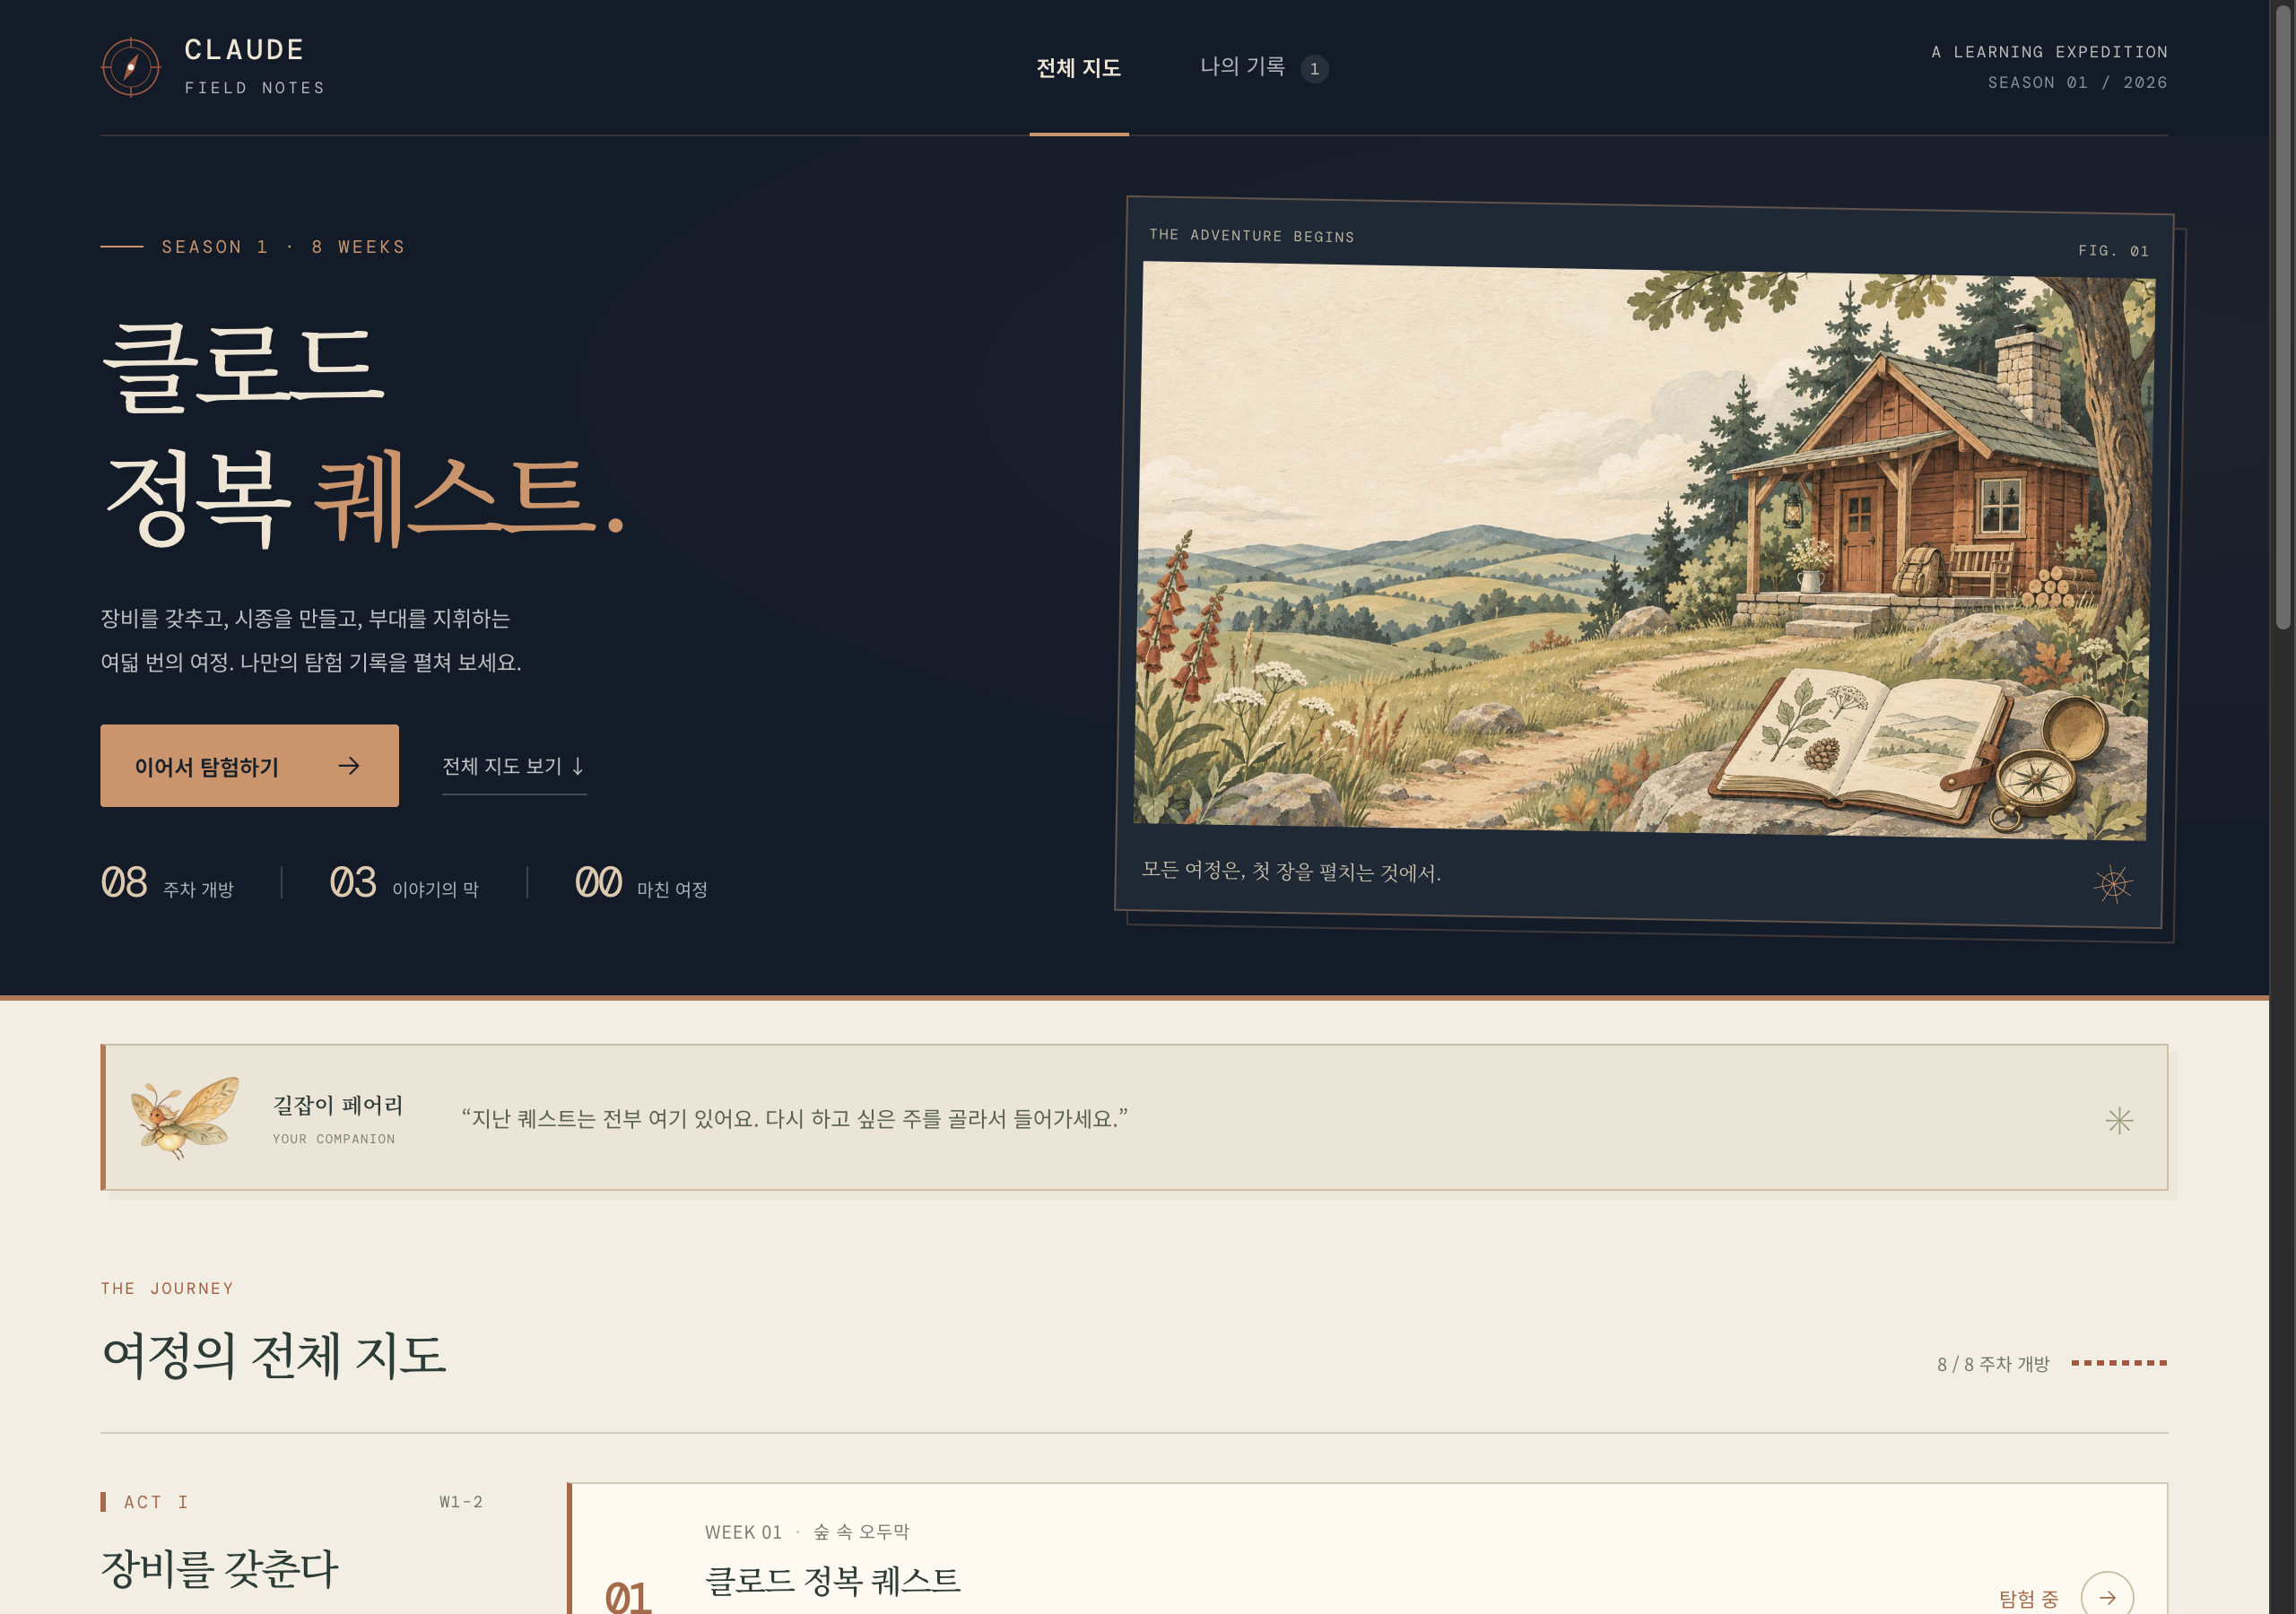 CLAUDE
FIELD NOTES
전체 지도
나의 기록 1
A LEARNING EXPEDITION
SEASON 01 / 2026
SEASON 1 · 8 WEEKS
클로드
정복 퀘스트.
장비를 갖추고, 시종을 만들고, 부대를 지휘하는
여덟 번의 여정. 나만의 탐험 기록을 펼쳐 보세요.
이어서 탐험하기 →
전체 지도 보기 ↓
08 주차 개방
03 이야기의 막
00 마친 여정
THE ADVENTURE BEGINS
FIG. 01
모든 여정은, 첫 장을 펼치는 것에서.
길잡이 페어리
YOUR COMPANION
“지난 퀘스트는 전부 여기 있어요. 다시 하고 싶은 주를 골라서 들어가세요.”
THE JOURNEY
여정의 전체 지도
8 / 8 주차 개방
ACT I
W1–2
장비를 갖춘다
WEEK 01 · 숲 속 오두막
01
클로드 정복 퀘스트
탐험 중 →